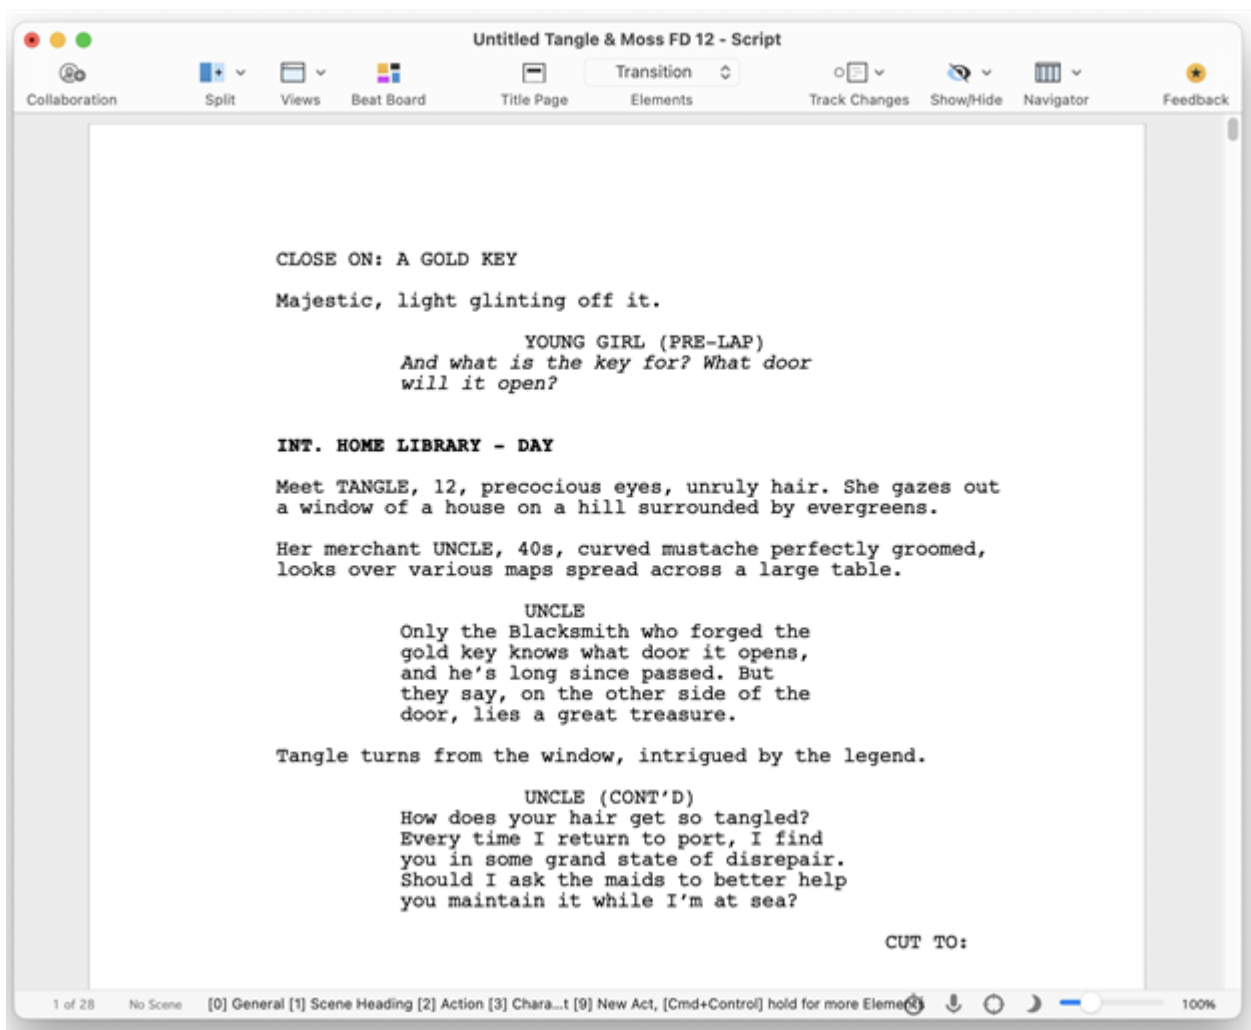 Untitled Tangle & Moss FD 12 - Script
Transition
Collaboration Split Views Beat Board Title Page Elements Track Changes Show/Hide Navigator Feedback
CLOSE ON: A GOLD KEY
Majestic, light glinting off it.
YOUNG GIRL (PRE-LAP)
And what is the key for? What door
will it open?
INT. HOME LIBRARY - DAY
Meet TANGLE, 12, precocious eyes, unruly hair. She gazes out
a window of a house on a hill surrounded by evergreens.
Her merchant UNCLE, 40s, curved mustache perfectly groomed,
looks over various maps spread across a large table.
UNCLE
Only the Blacksmith who forged the
gold key knows what door it opens,
and he's long since passed. But
they say, on the other side of the
door, lies a great treasure.
Tangle turns from the window, intrigued by the legend.
UNCLE (CONT'D)
How does your hair get so tangled?
Every time I return to port, I find
you in some grand state of disrepair.
Should I ask the maids to better help
you maintain it while I'm at sea?
CUT TO:
1 of 28 No Scene [0] General [1] Scene Heading [2] Action [3] Chara...t [9] New Act, [Cmd+Control] hold for more Elements 100%